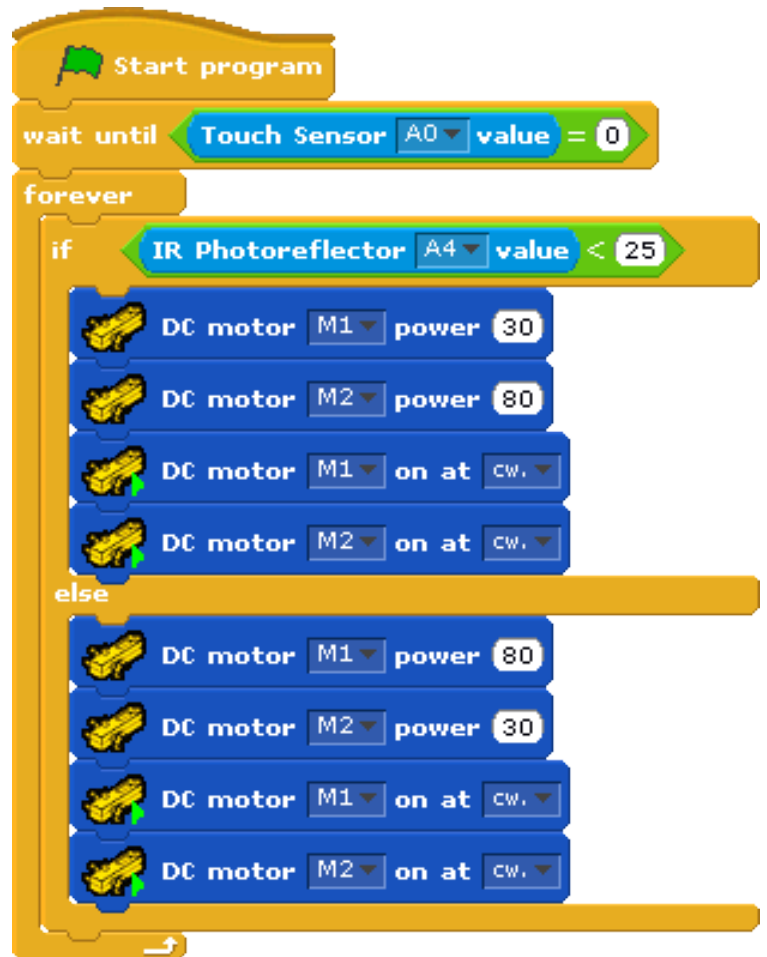 Start program
wait until Touch Sensor A0 value = 0
forever
if IR Photoreflector A4 value < 25
DC motor M1 power 30
DC motor M2 power 80
DC motor M1 on at cw.
DC motor M2 on at cw.
else
DC motor M1 power 80
DC motor M2 power 30
DC motor M1 on at cw.
DC motor M2 on at cw.